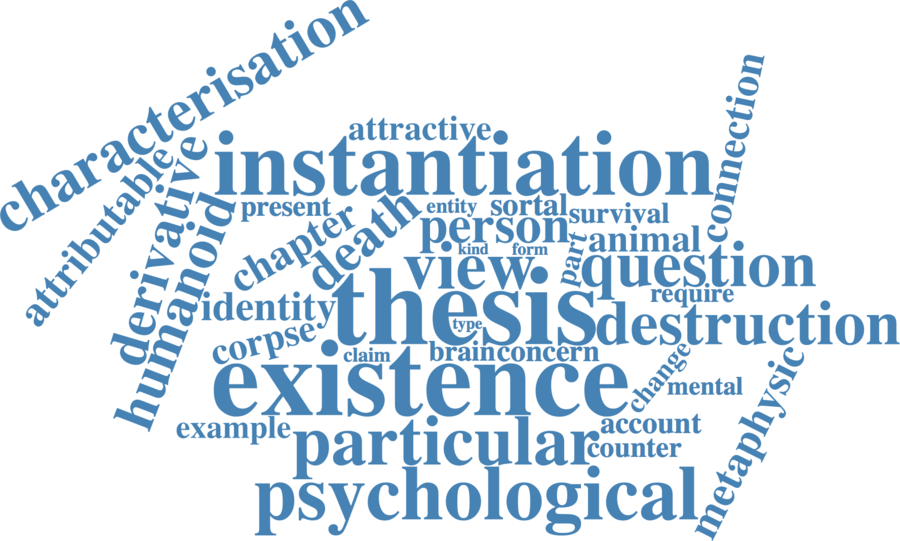 characterisation
attractive
instantiation
connection
attributable
derivative
humanoid
present
chapter
death
entity
sortal
survival
person
kind
form
part
animal
view
question
identity
thesis
type
require
destruction
corpse
claim
brain
concern
change
existence
mental
metaphysic
example
particular
account
counter
psychological